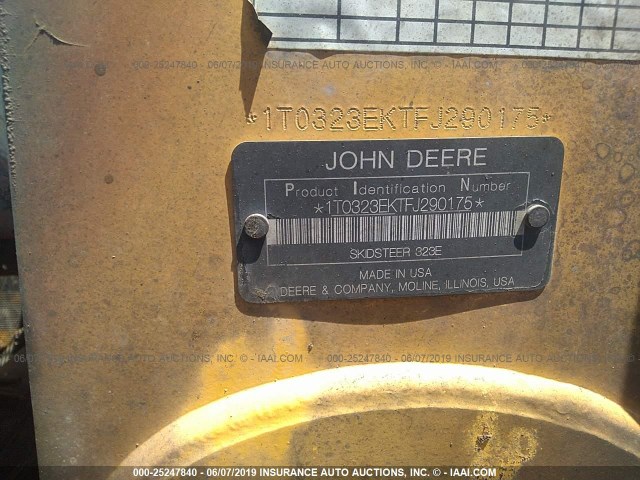 000-25247840 - 06/07/2019 INSURANCE AUTO AUCTIONS, INC. - © - IAAI.COM
*1T0323EKTFJ290175*
JOHN DEERE
Product Identification Number
*1T0323EKTFJ290175*
SKIDSTEER 323E
MADE IN USA
DEERE & COMPANY, MOLINE, ILLINOIS, USA
AUCTIONS, INC © - IAAI.COM
000-25247840 - 06/07/2019 INSURANCE AUTO AUCTIONS
000-25247840 - 06/07/2019 INSURANCE AUTO AUCTIONS, INC. - © - IAAI.COM